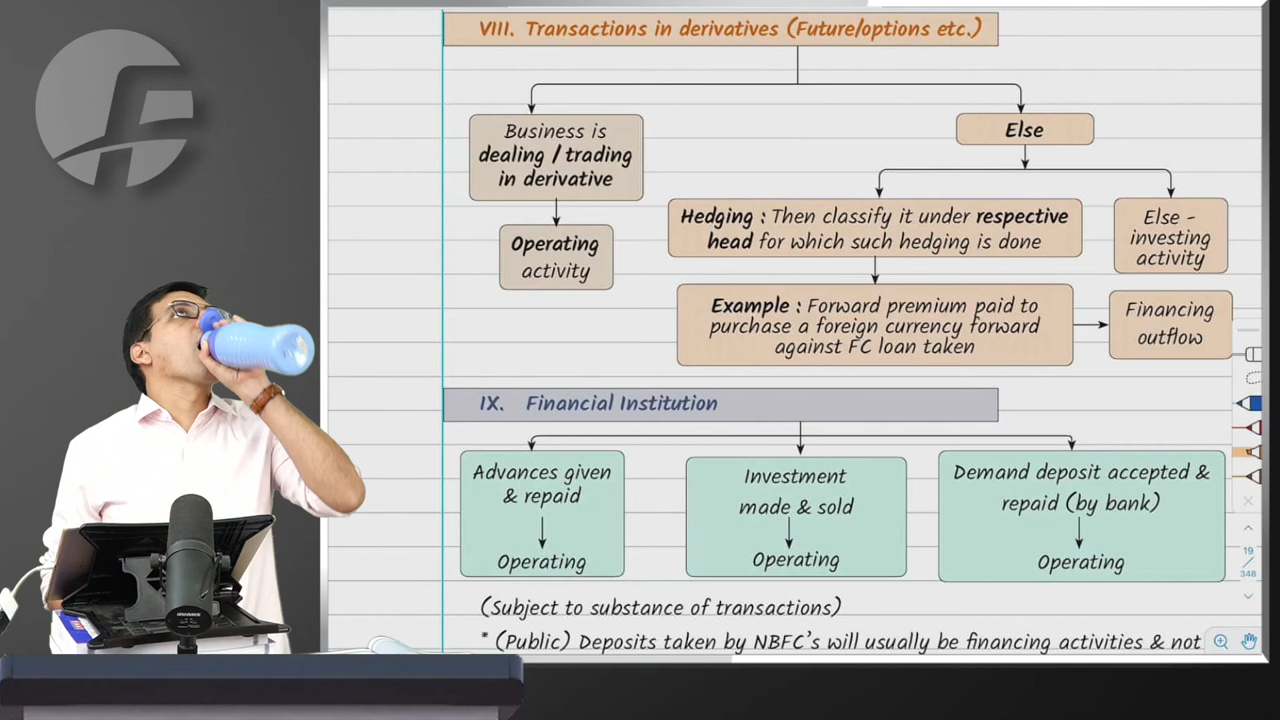 VIII. Transactions in derivatives (Future/options etc.)
Business is
dealing / trading
in derivative
Operating
activity
Else
Hedging : Then classify it under respective
head for which such hedging is done
Else -
investing
activity
Example : Forward premium paid to
purchase a foreign currency forward
against FC loan taken
Financing
outflow
IX. Financial Institution
Advances given
& repaid
Operating
Investment
made & sold
Operating
Demand deposit accepted &
repaid (by bank)
Operating
(Subject to substance of transactions)
* (Public) Deposits taken by NBFC's will usually be financing activities & not
19
/
348